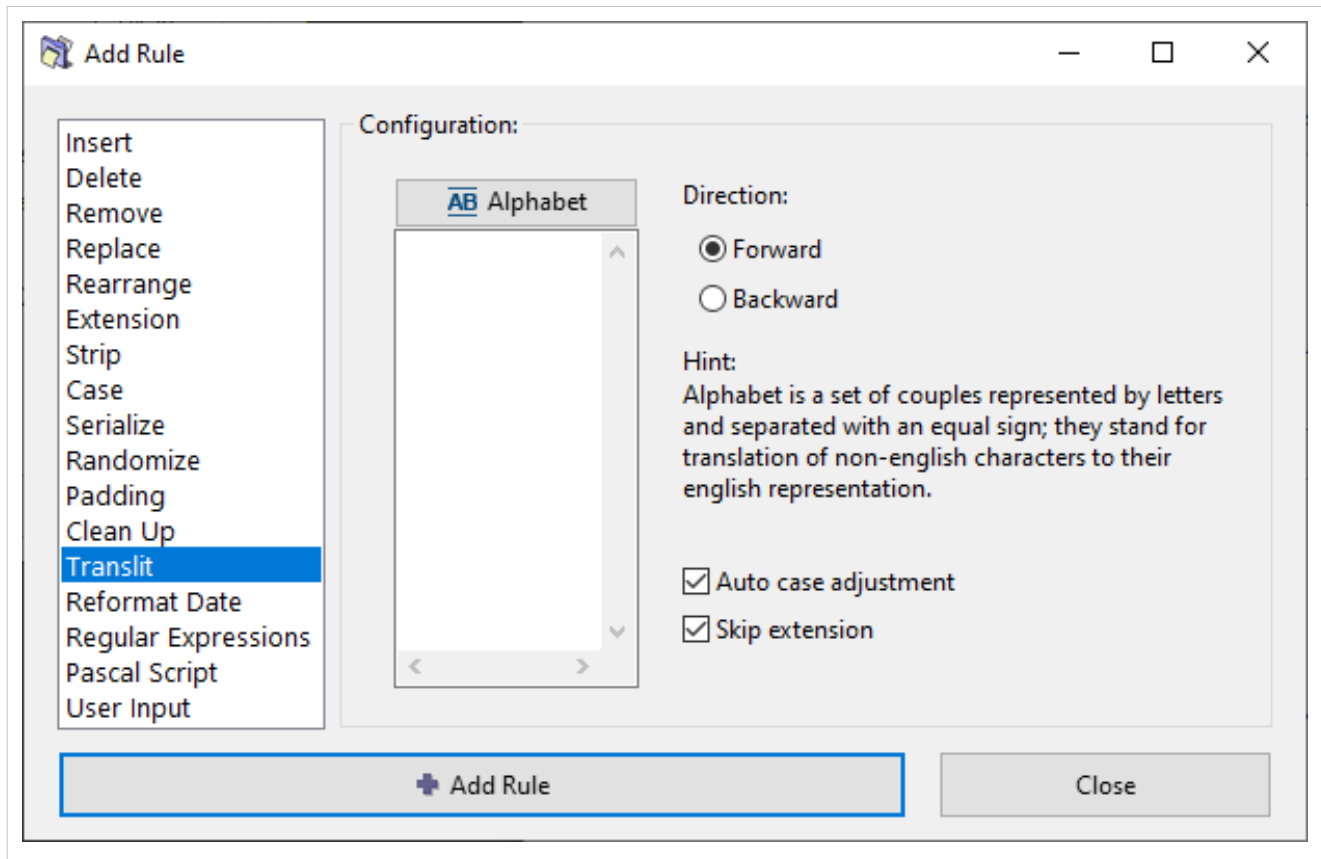 Add Rule
Insert
Delete
Remove
Replace
Rearrange
Extension
Strip
Case
Serialize
Randomize
Padding
Clean Up
Translit
Reformat Date
Regular Expressions
Pascal Script
User Input
Configuration:
AB Alphabet
Direction:
Forward
Backward
Hint:
Alphabet is a set of couples represented by letters
and separated with an equal sign; they stand for
translation of non-english characters to their
english representation.
Auto case adjustment
Skip extension
Add Rule
Close